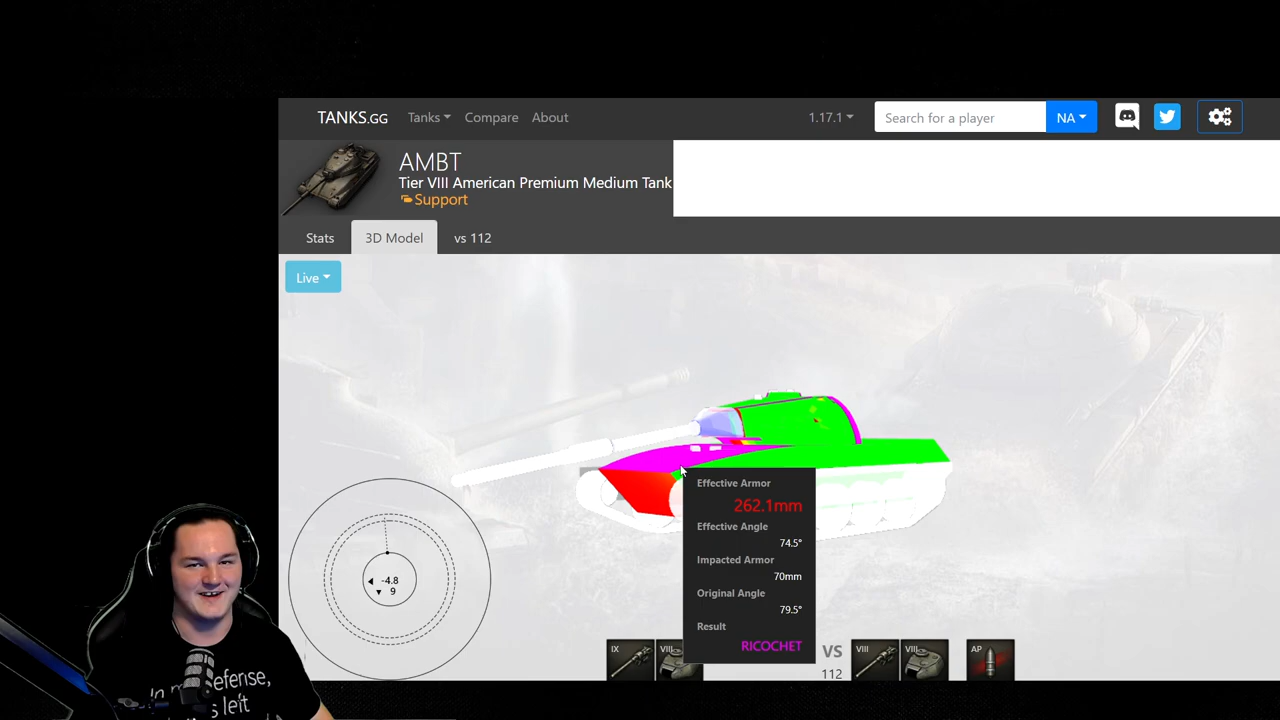 TANKS.GG Tanks Compare About 1.17.1 Search for a player NA
AMBT
Tier VIII American Premium Medium Tank
Support
Stats 3D Model vs 112
Live
Effective Armor
262.1mm
Effective Angle
74.5°
Impacted Armor
70mm
Original Angle
79.5°
Result
RICOCHET
-4.8
9
IX VIII VS VIII VIII AP
112
efense,
s left